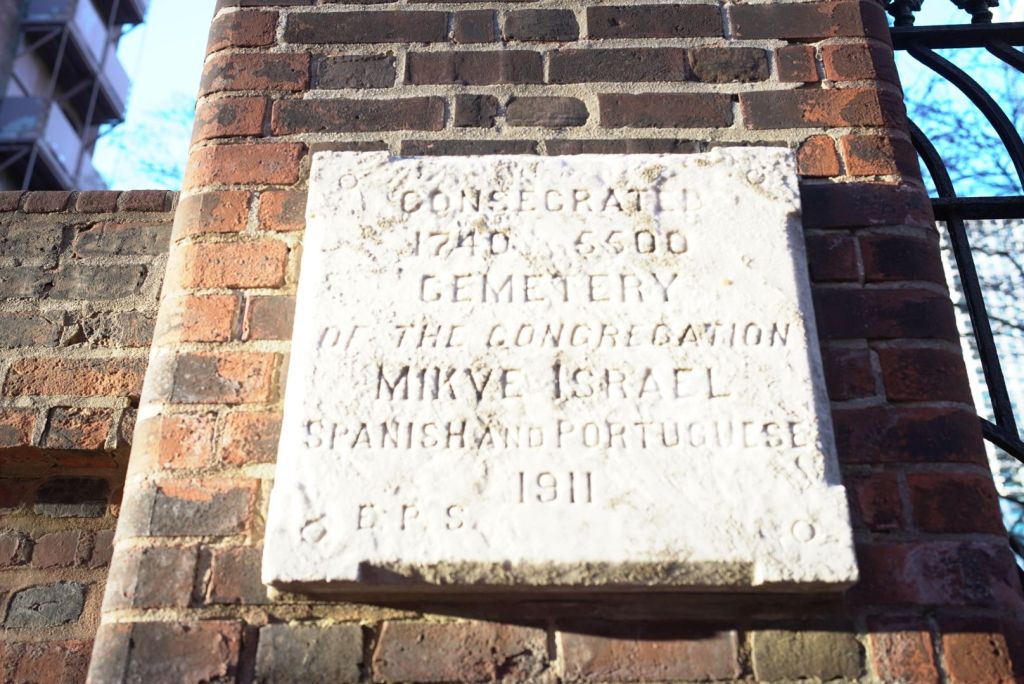 CONSECRATED
1740 5500
CEMETERY
OF THE CONGREGATION
MIKVE ISRAEL
SPANISH AND PORTUGUESE
1911
E.P.S.